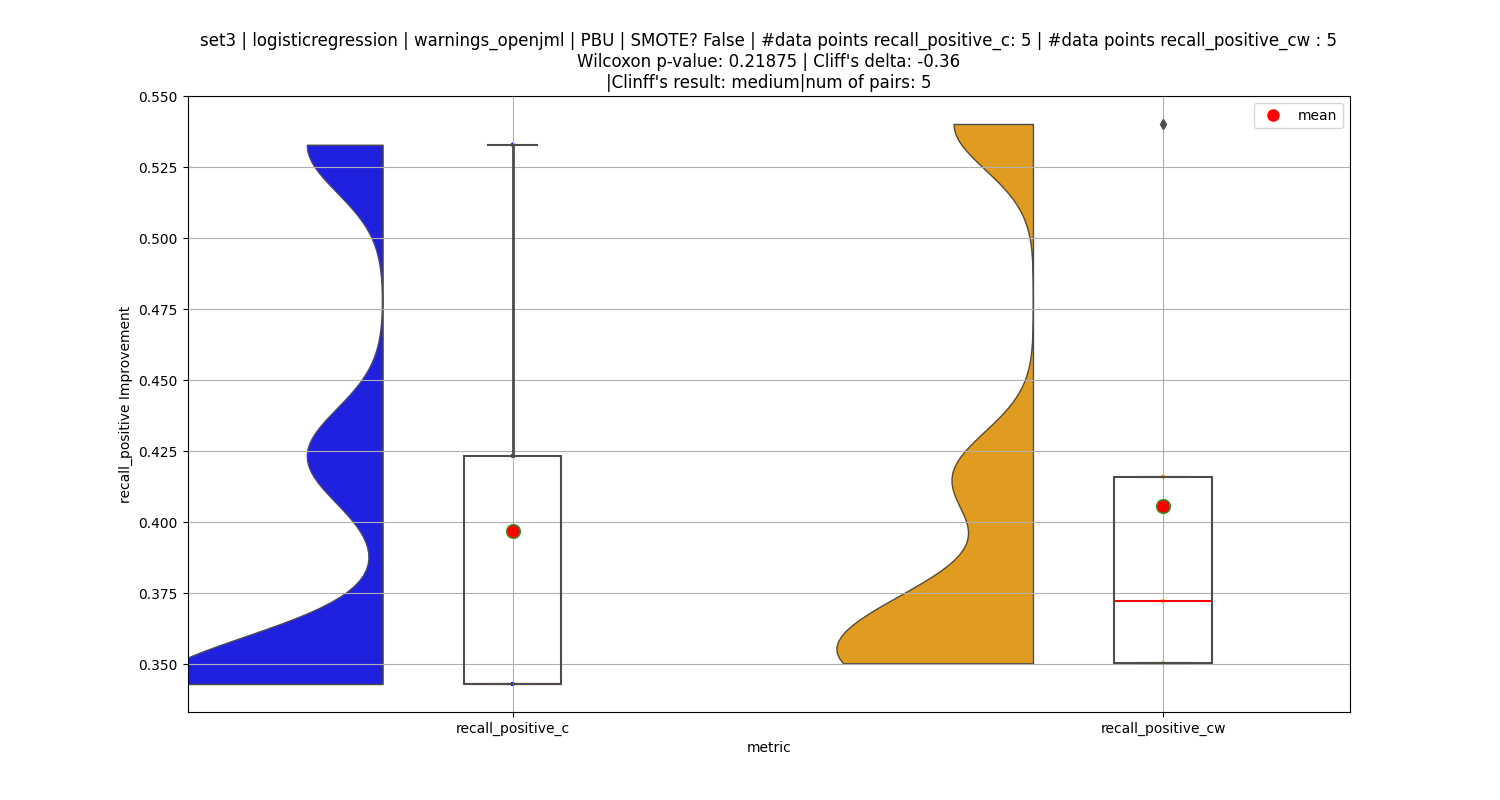 set3 | logisticregression | warnings_openjml | PBU | SMOTE? False | #data points recall_positive_c: 5 | #data points recall_positive_cw : 5
Wilcoxon p-value: 0.21875 | Cliff's delta: -0.36
|Clinff's result: medium|num of pairs: 5
mean
0.550
0.525
0.500
0.475
0.450
0.425
0.400
0.375
0.350
recall_positive Improvement
recall_positive_c
recall_positive_cw
metric